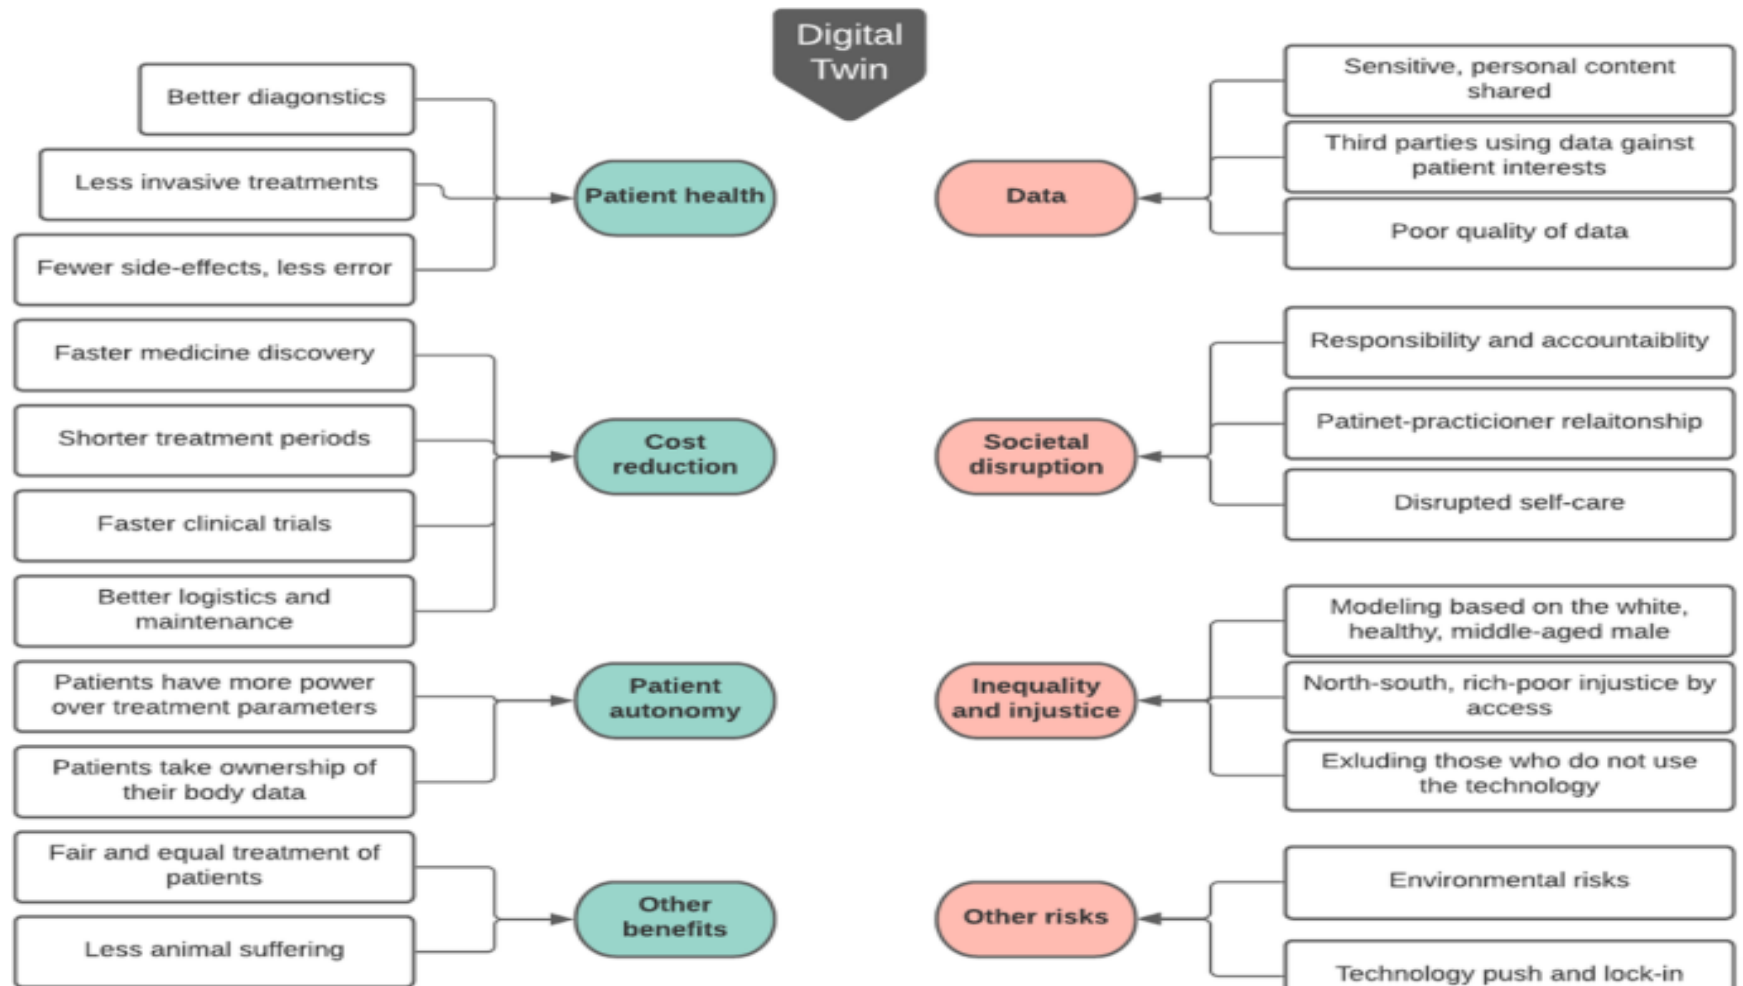 Digital
Twin
Better diagonstics
Less invasive treatments
Fewer side-effects, less error
Patient health
Faster medicine discovery
Shorter treatment periods
Faster clinical trials
Better logistics and
maintenance
Cost
reduction
Patients have more power
over treatment parameters
Patients take ownership of
their body data
Patient
autonomy
Fair and equal treatment of
patients
Less animal suffering
Other
benefits
Data
Sensitive, personal content
shared
Third parties using data gainst
patient interests
Poor quality of data
Societal
disruption
Responsibility and accountaiblity
Patinet-practicioner relaitonship
Disrupted self-care
Inequality
and injustice
Modeling based on the white,
healthy, middle-aged male
North-south, rich-poor injustice by
access
Exluding those who do not use
the technology
Other risks
Environmental risks
Technology push and lock-in